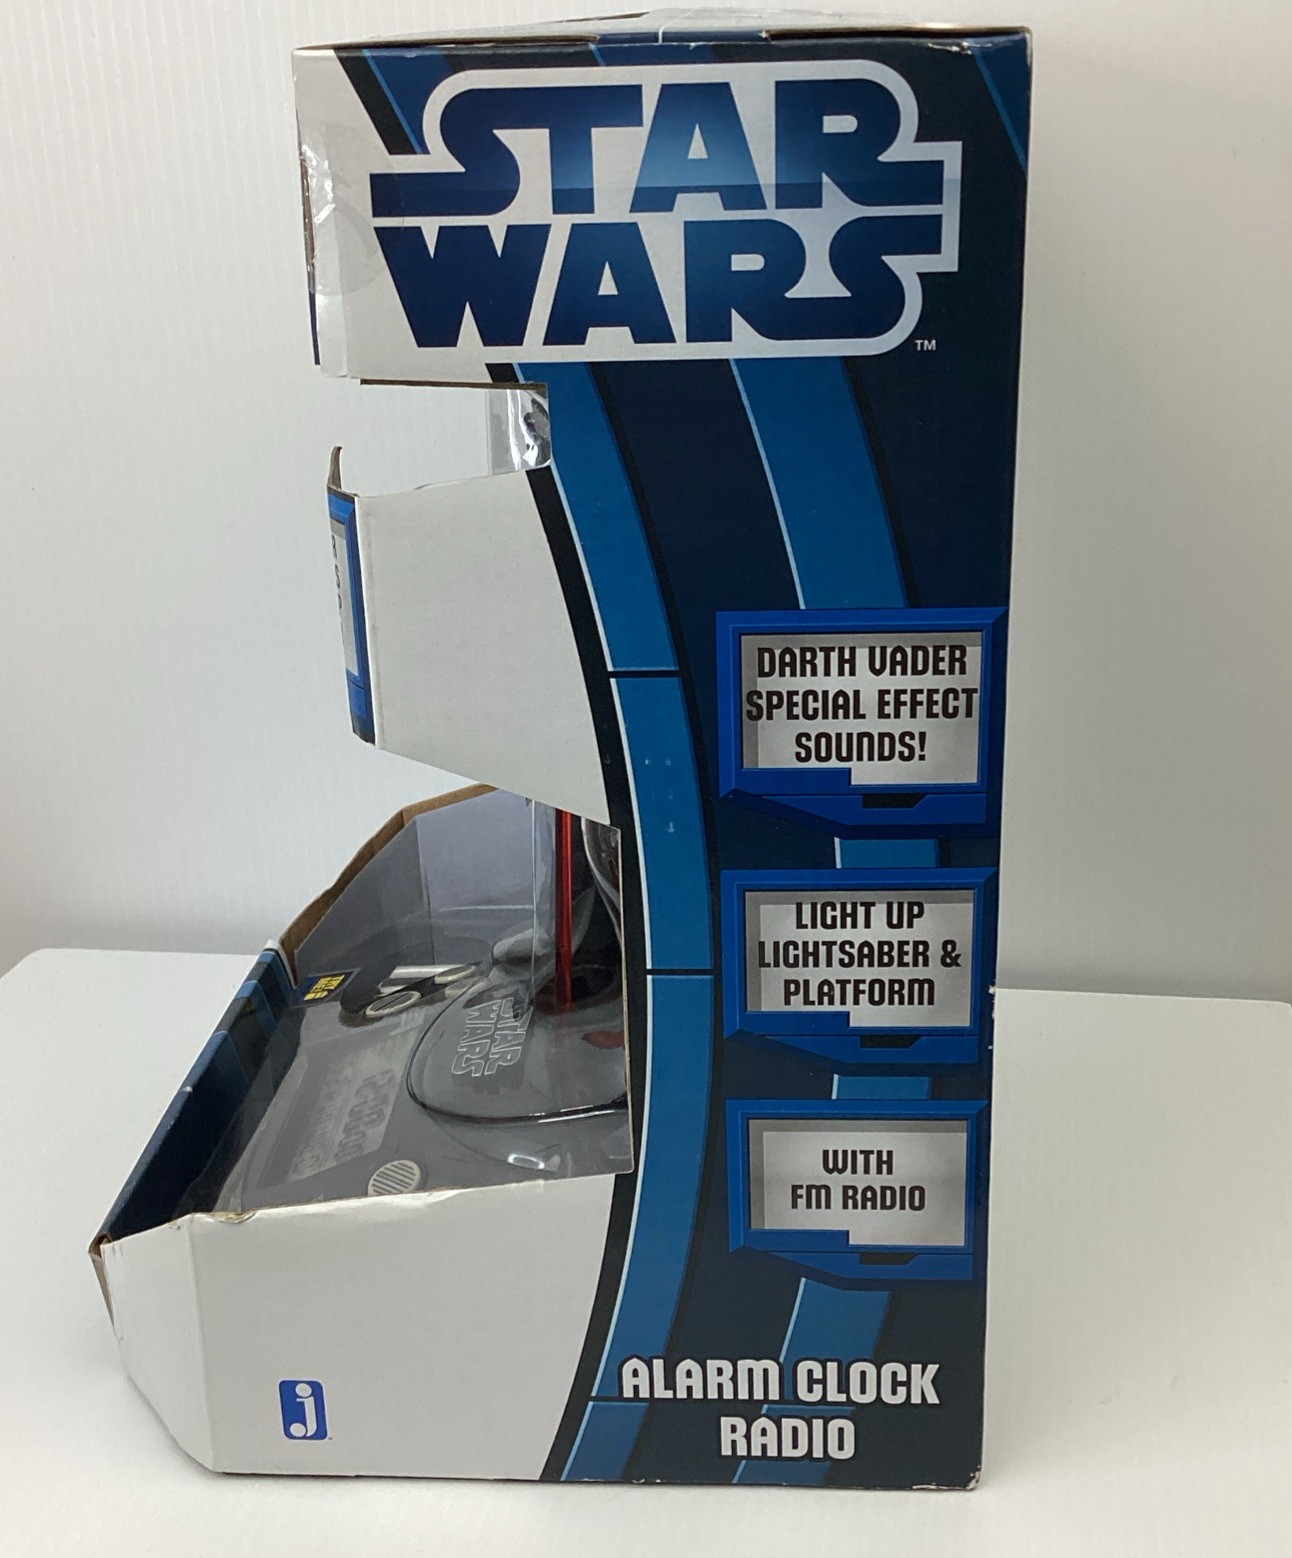 STAR
WARS
TM
DARTH VADER
SPECIAL EFFECT
SOUNDS!
LIGHT UP
LIGHTSABER &
PLATFORM
STAR
WARS
WITH
FM RADIO
ALARM CLOCK
RADIO
j